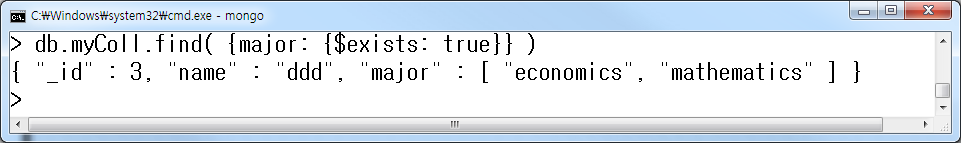 C:₩Windows₩system32₩cmd.exe - mongo
> db.myColl.find( {major: {$exists: true}} )
{ "_id" : 3, "name" : "ddd", "major" : [ "economics", "mathematics" ] }
>